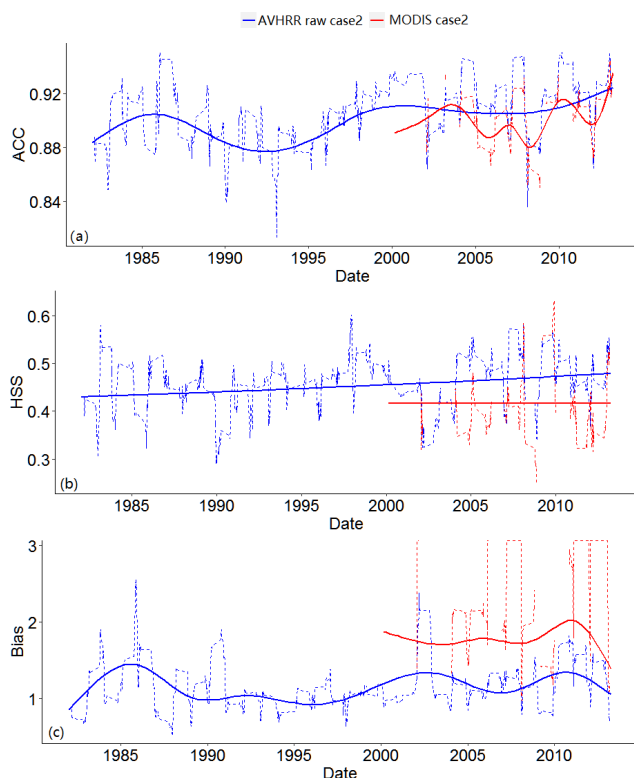 AVHRR raw case2 MODIS case2
0.92
0.88
0.84
ACC
(a)
1985 1990 1995 2000 2005 2010
Date
0.6
0.5
0.4
0.3
HSS
(b)
1985 1990 1995 2000 2005 2010
Date
3
2
1
Bias
(c)
1985 1990 1995 2000 2005 2010
Date